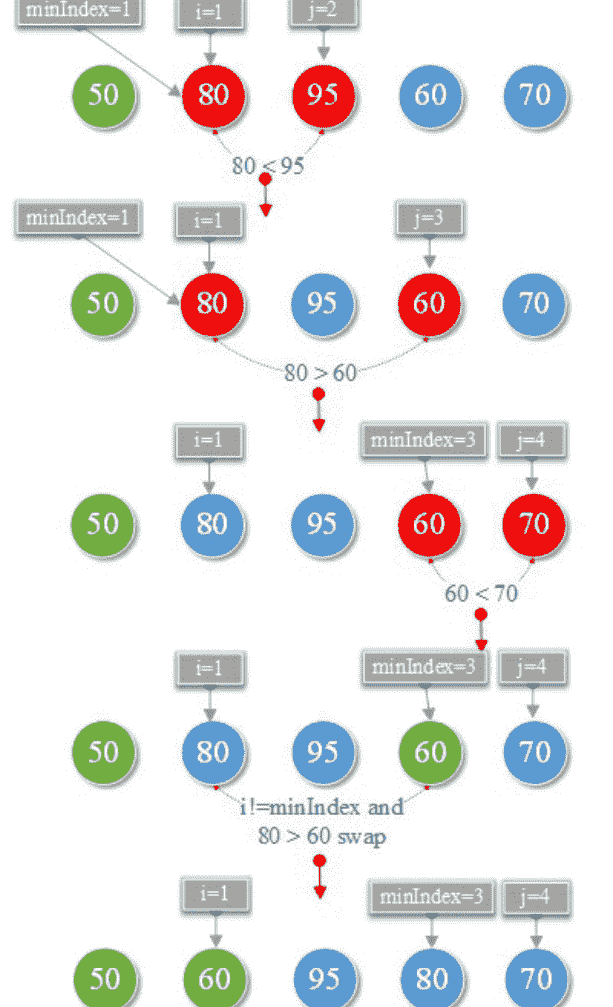 minIndex=1 i=1 j=2
50 80 95 60 70
80 < 95
minIndex=1 i=1 j=3
50 80 95 60 70
80 > 60
i=1 minIndex=3 j=4
50 80 95 60 70
60 < 70
i=1 minIndex=3 j=4
50 80 95 60 70
i!=minIndex and
80 > 60 swap
i=1 minIndex=3 j=4
50 60 95 80 70